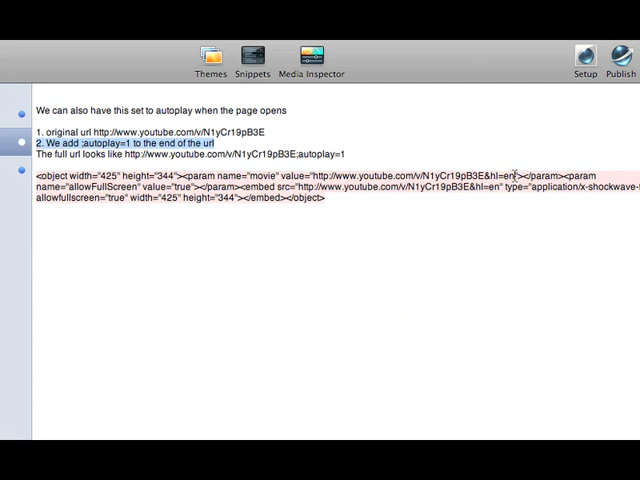 Themes Snippets Media Inspector Setup Publish
We can also have this set to autoplay when the page opens
1. original url http://www.youtube.com/v/N1yCr19pB3E
2. We add ;autoplay=1 to the end of the url
The full url looks like http://www.youtube.com/v/N1yCr19pB3E;autoplay=1
<object width="425" height="344"><param name="movie" value="http://www.youtube.com/v/N1yCr19pB3E&hl=en"></param><param
name="allowFullScreen" value="true"></param><embed src="http://www.youtube.com/v/N1yCr19pB3E&hl=en" type="application/x-shockwave-f
allowfullscreen="true" width="425" height="344"></embed></object>